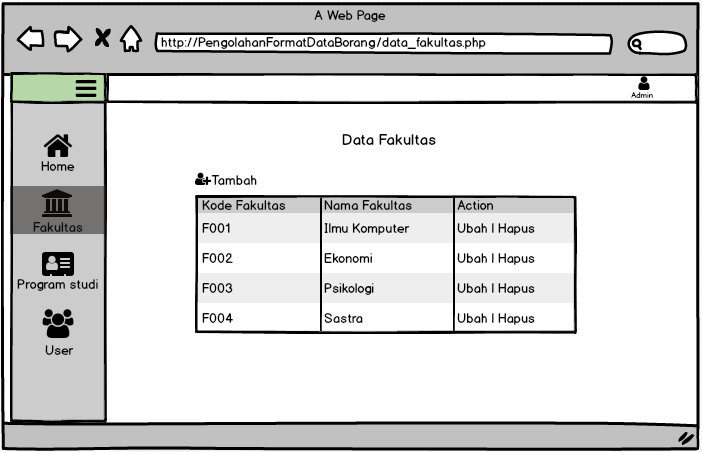 A Web Page
http://PengolahanFormatDataBorang/data_fakultas.php
Admin
Home
Fakultas
Program studi
User
Data Fakultas
Tambah
Kode Fakultas Nama Fakultas Action
F001 Ilmu Komputer Ubah | Hapus
F002 Ekonomi Ubah | Hapus
F003 Psikologi Ubah | Hapus
F004 Sastra Ubah | Hapus